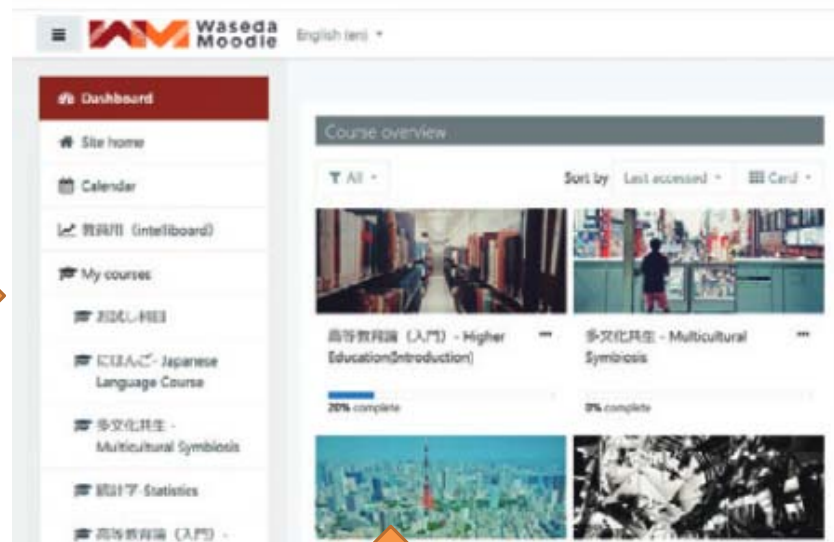 Waseda
Moodle
English (en)
Dashboard
Site home
Calendar
教員用 (intelliboard)
My courses
お試し科目
にほんご - Japanese
Language Course
多文化共生 -
Multicultural Symbiosis
統計学-Statistics
高等教育論（入門） -
Course overview
All
Sort by Last accessed
Card
高等教育論（入門） - Higher
Education(Introduction)
20% complete
多文化共生 - Multicultural
Symbiosis
0% complete